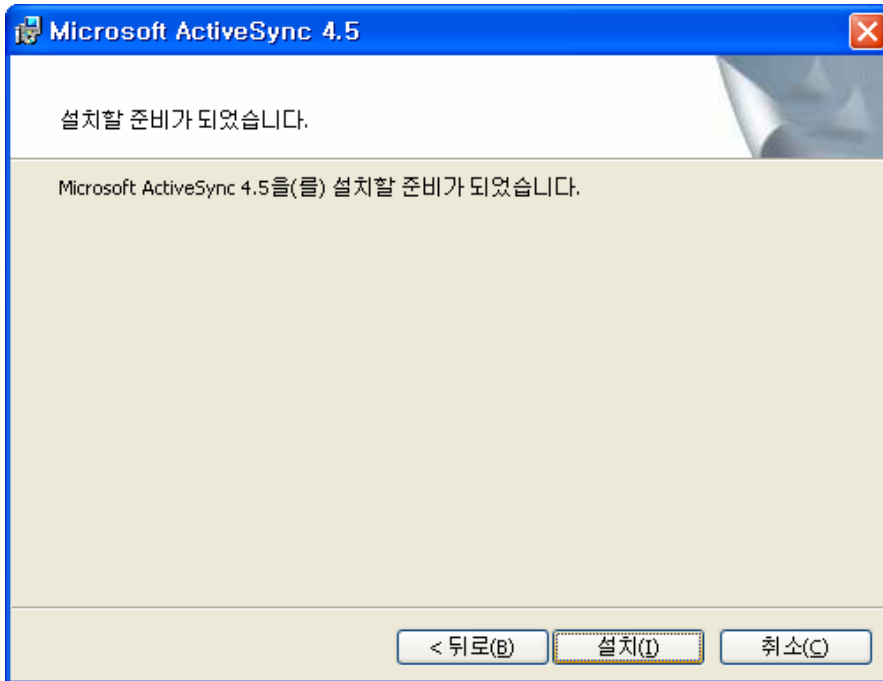 Microsoft ActiveSync 4.5
설치할 준비가 되었습니다.
Microsoft ActiveSync 4.5을(를) 설치할 준비가 되었습니다.
< 뒤로(B) 설치(I) 취소(C)